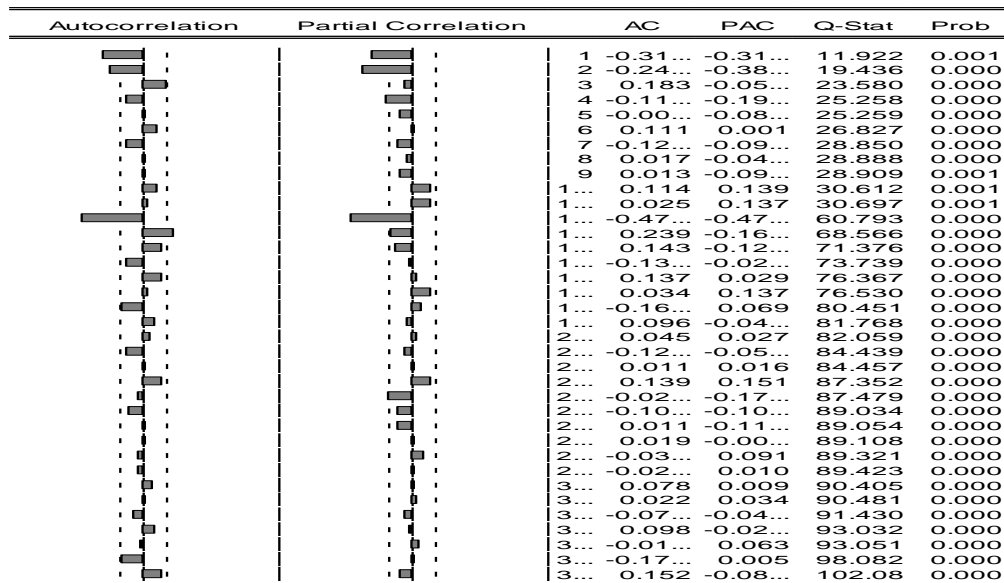 Autocorrelation Partial Correlation AC PAC Q-Stat Prob
1 -0.31... -0.31... 11.922 0.001
2 -0.24... -0.38... 19.436 0.000
3 0.183 -0.05... 23.580 0.000
4 -0.11... -0.19... 25.258 0.000
5 -0.00... -0.08... 25.259 0.000
6 0.111 0.001 26.827 0.000
7 -0.12... -0.09... 28.850 0.000
8 0.017 -0.04... 28.888 0.000
9 0.013 -0.09... 28.909 0.001
1... 0.114 0.139 30.612 0.001
1... 0.025 0.137 30.697 0.001
1... -0.47... -0.47... 60.793 0.000
1... 0.239 -0.16... 68.566 0.000
1... 0.143 -0.12... 71.376 0.000
1... -0.13... -0.02... 73.739 0.000
1... 0.137 0.029 76.367 0.000
1... 0.034 0.137 76.530 0.000
1... -0.16... 0.069 80.451 0.000
1... 0.096 -0.04... 81.768 0.000
2... 0.045 0.027 82.059 0.000
2... -0.12... -0.05... 84.439 0.000
2... 0.011 0.016 84.457 0.000
2... 0.139 0.151 87.352 0.000
2... -0.02... -0.17... 87.479 0.000
2... -0.10... -0.10... 89.034 0.000
2... 0.011 -0.11... 89.054 0.000
2... 0.019 -0.00... 89.108 0.000
2... -0.03... 0.091 89.321 0.000
2... -0.02... 0.010 89.423 0.000
3... 0.078 0.009 90.405 0.000
3... 0.022 0.034 90.481 0.000
3... -0.07... -0.04... 91.430 0.000
3... 0.098 -0.02... 93.032 0.000
3... -0.01... 0.063 93.051 0.000
3... -0.17... 0.005 98.082 0.000
3... 0.152 -0.08... 102.08 0.000